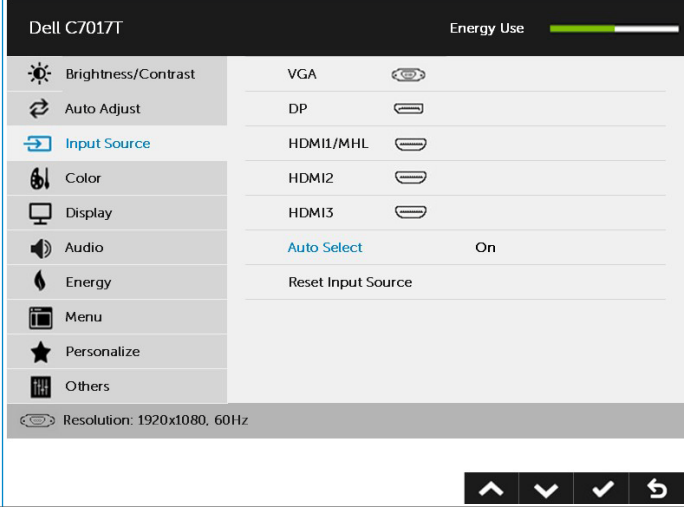 Dell C7017T
Energy Use
Brightness/Contrast
Auto Adjust
Input Source
Color
Display
Audio
Energy
Menu
Personalize
Others
VGA
DP
HDMI1/MHL
HDMI2
HDMI3
Auto Select On
Reset Input Source
Resolution: 1920x1080, 60Hz